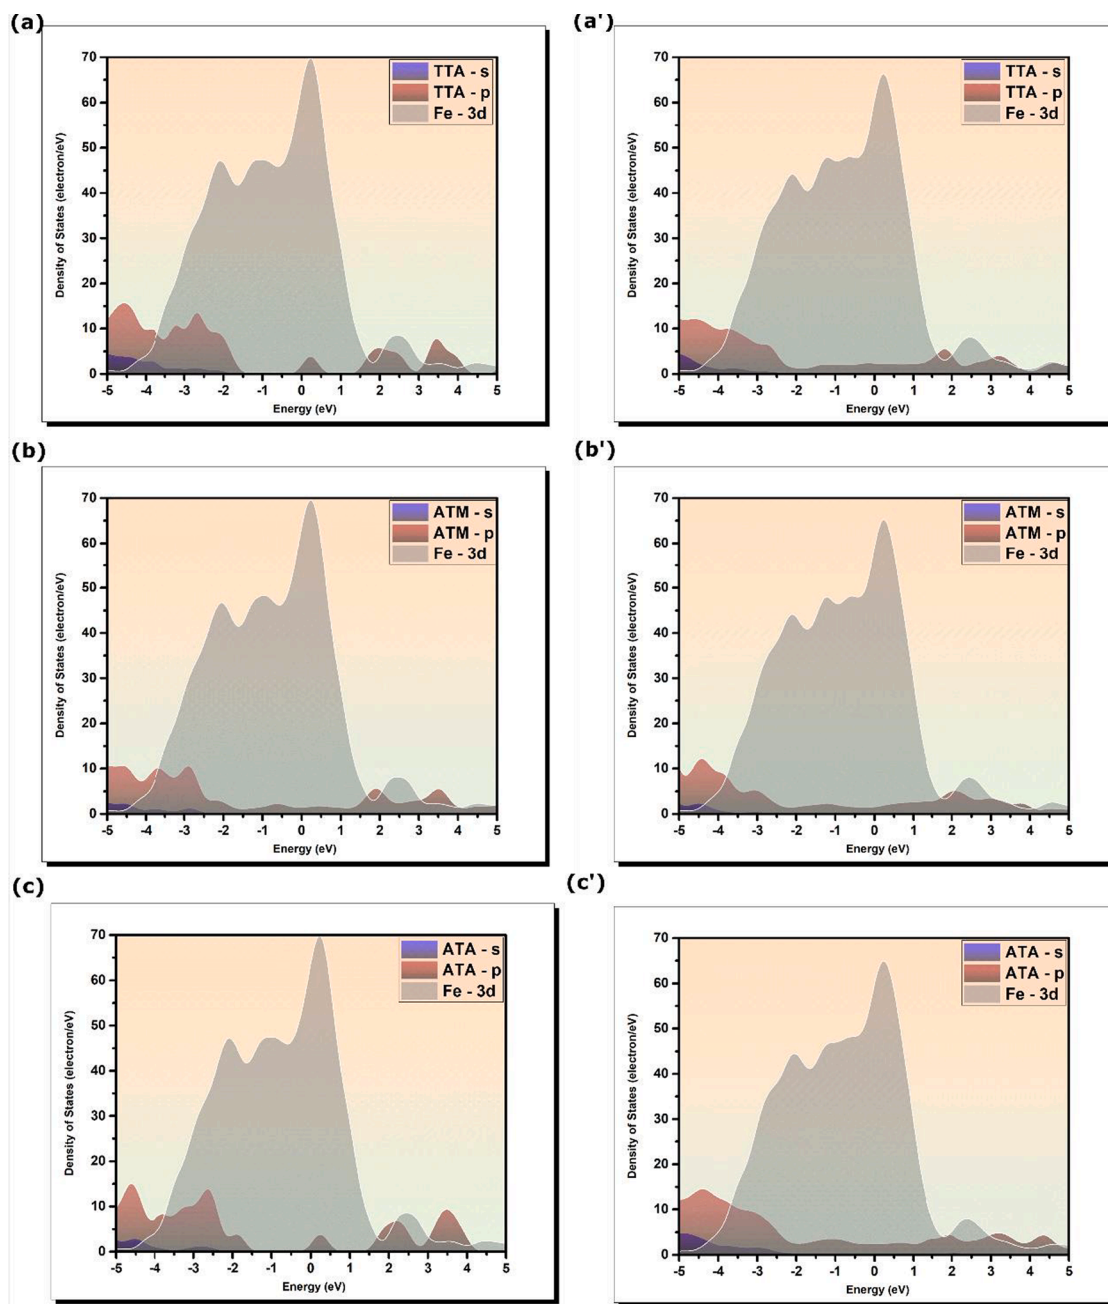 (a)
70
60
50
40
30
20
10
0
Density of States (electron/eV)
TTA - s
TTA - p
Fe - 3d
-5 -4 -3 -2 -1 0 1 2 3 4 5
Energy (eV)
(a')
70
60
50
40
30
20
10
0
Density of States (electron/eV)
TTA - s
TTA - p
Fe - 3d
-5 -4 -3 -2 -1 0 1 2 3 4 5
Energy (eV)
(b)
70
60
50
40
30
20
10
0
Density of States (electron/eV)
ATM - s
ATM - p
Fe - 3d
-5 -4 -3 -2 -1 0 1 2 3 4 5
Energy (eV)
(b')
70
60
50
40
30
20
10
0
Density of States (electron/eV)
ATM - s
ATM - p
Fe - 3d
-5 -4 -3 -2 -1 0 1 2 3 4 5
Energy (eV)
(c)
70
60
50
40
30
20
10
0
Density of States (electron/eV)
ATA - s
ATA - p
Fe - 3d
-5 -4 -3 -2 -1 0 1 2 3 4 5
Energy (eV)
(c')
70
60
50
40
30
20
10
0
Density of States (electron/eV)
ATA - s
ATA - p
Fe - 3d
-5 -4 -3 -2 -1 0 1 2 3 4 5
Energy (eV)